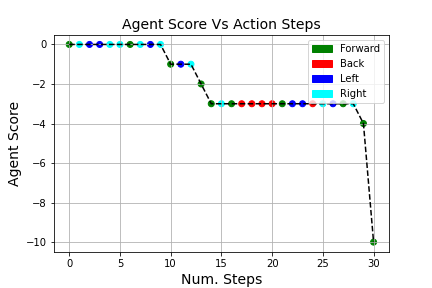 Agent Score Vs Action Steps
Agent Score
0
−2
−4
−6
−8
−10
Forward
Back
Left
Right
0 5 10 15 20 25 30
Num. Steps